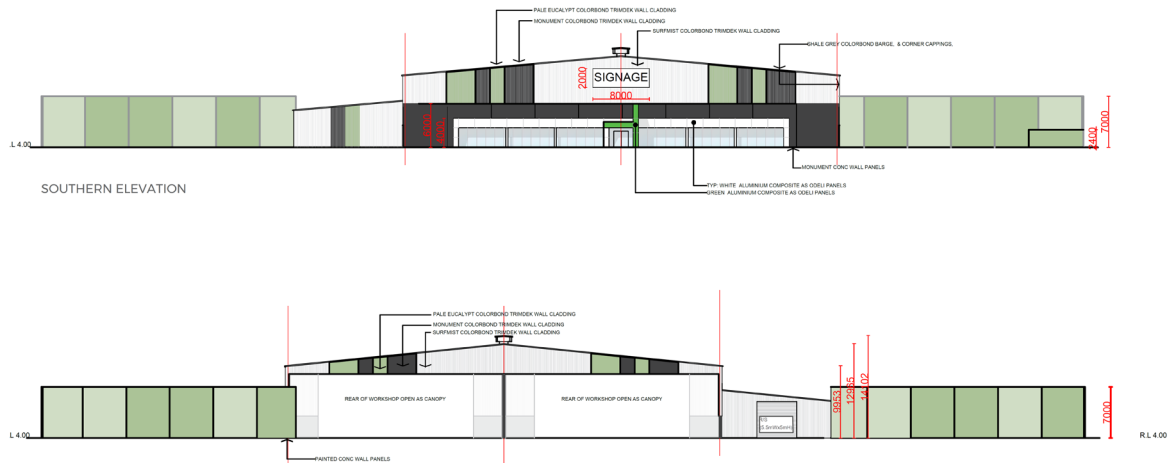 PALE EUCALYPT COLORBOND TRIMDEK WALL CLADDING
MONUMENT COLORBOND TRIMDEK WALL CLADDING
SURFMIST COLORBOND TRIMDEK WALL CLADDING
SHALE GREY COLORBOND BARGE, & CORNER CAPPINGS,
SIGNAGE
2000
8000
7000
2400
.L 4.00
MONUMENT CONC WALL PANELS
SOUTHERN ELEVATION
TYP: WHITE ALUMINIUM COMPOSITE AS ODELI PANELS
GREEN ALUMINIUM COMPOSITE AS ODELI PANELS
PALE EUCALYPT COLORBOND TRIMDEK WALL CLADDING
MONUMENT COLORBOND TRIMDEK WALL CLADDING
SURFMIST COLORBOND TRIMDEK WALL CLADDING
REAR OF WORKSHOP OPEN AS CANOPY
REAR OF WORKSHOP OPEN AS CANOPY
9953
12955
14102
7000
.L 4.00
R.L 4.00
PAINTED CONC WALL PANELS